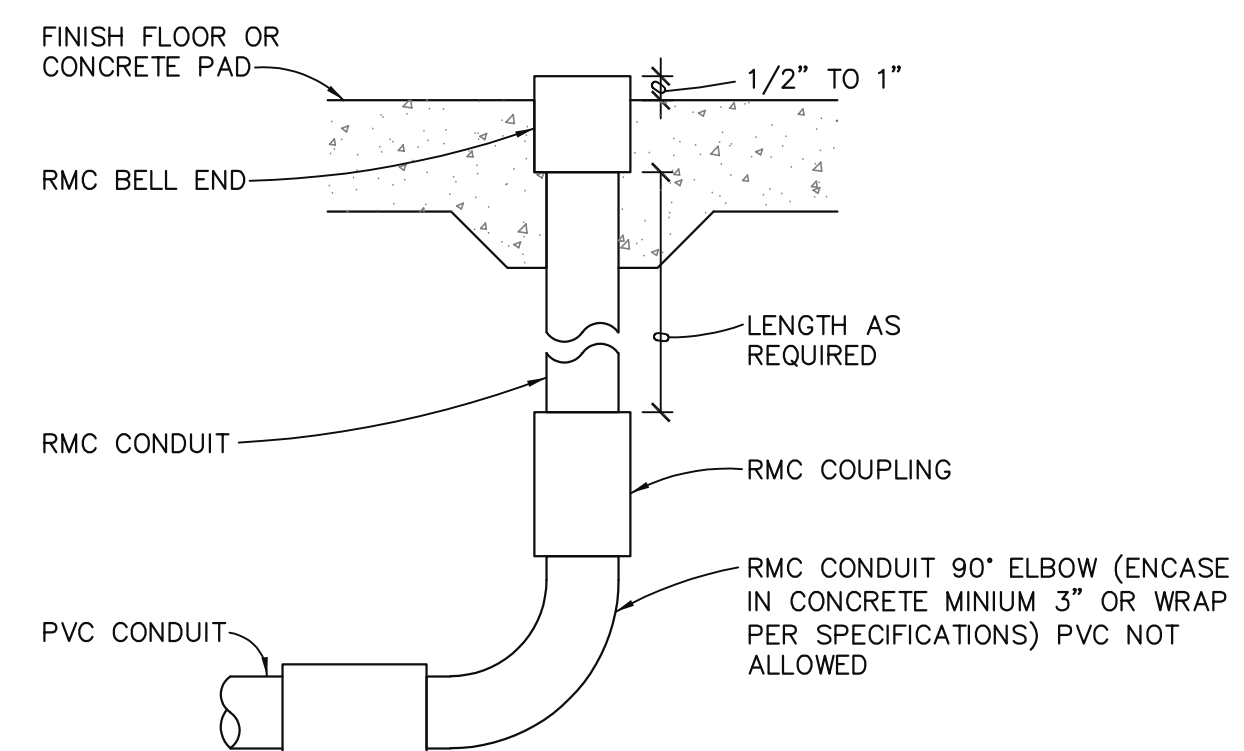 FINISH FLOOR OR
CONCRETE PAD
1/2” TO 1”
RMC BELL END
LENGTH AS
REQUIRED
RMC CONDUIT
RMC COUPLING
RMC CONDUIT 90° ELBOW (ENCASE
IN CONCRETE MINIUM 3” OR WRAP
PER SPECIFICATIONS) PVC NOT
ALLOWED
PVC CONDUIT